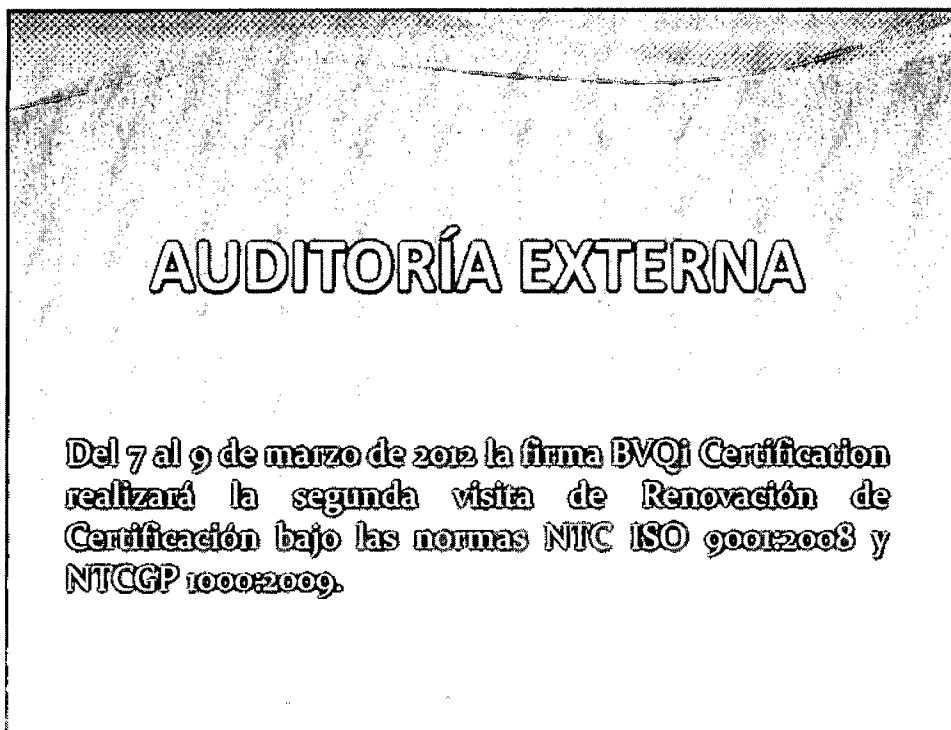 AUDITORÍA EXTERNA
Del 7 al 9 de marzo de 2012 la firma BVQi Certification
realizará la segunda visita de Renovación de
Certificación bajo las normas NTC ISO 9001:2008 y
NTCGP 1000:2009.